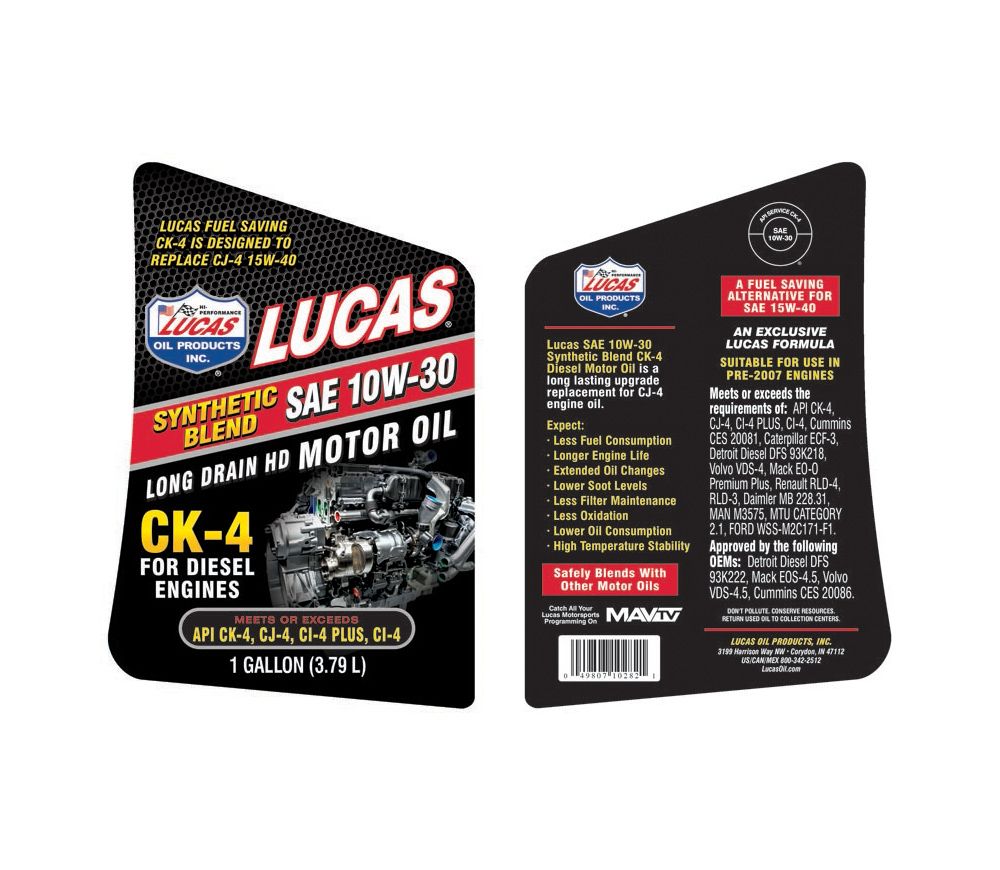 LUCAS FUEL SAVING
CK-4 IS DESIGNED TO
REPLACE CJ-4 15W-40
HI-
PERFORMANCE
LUCAS
OIL PRODUCTS
INC.
®
LUCAS®
SYNTHETIC
BLEND
SAE 10W-30
LONG DRAIN HD MOTOR OIL
CK-4
FOR DIESEL
ENGINES
MEETS OR EXCEEDS
API CK-4, CJ-4, CI-4 PLUS, CI-4
1 GALLON (3.79 L)
HI-
PERFORMANCE
LUCAS
OIL PRODUCTS
INC.
Lucas SAE 10W-30
Synthetic Blend CK-4
Diesel Motor Oil is a
long lasting upgrade
replacement for CJ-4
engine oil.
Expect:
· Less Fuel Consumption
· Longer Engine Life
· Extended Oil Changes
· Lower Soot Levels
· Less Filter Maintenance
· Less Oxidation
· Lower Oil Consumption
· High Temperature Stability
Safely Blends With
Other Motor Oils
Catch All Your
Lucas Motorsports
Programming On
MAVTV
0 49807 10282 1
API SERVICE CK-4
SAE
10W-30
®
A FUEL SAVING
ALTERNATIVE FOR
SAE 15W-40
AN EXCLUSIVE
LUCAS FORMULA
SUITABLE FOR USE IN
PRE-2007 ENGINES
Meets or exceeds the
requirements of: API CK-4,
CJ-4, CI-4 PLUS, CI-4, Cummins
CES 20081, Caterpillar ECF-3,
Detroit Diesel DFS 93K218,
Volvo VDS-4, Mack EO-O
Premium Plus, Renault RLD-4,
RLD-3, Daimler MB 228.31,
MAN M3575, MTU CATEGORY
2.1, FORD WSS-M2C171-F1.
Approved by the following
OEMs: Detroit Diesel DFS
93K222, Mack EOS-4.5, Volvo
VDS-4.5, Cummins CES 20086.
DON'T POLLUTE. CONSERVE RESOURCES.
RETURN USED OIL TO COLLECTION CENTERS.
LUCAS OIL PRODUCTS, INC.
3199 Harrison Way NW · Corydon, IN 47112
US/CAN/MEX 800-342-2512
LucasOil.com